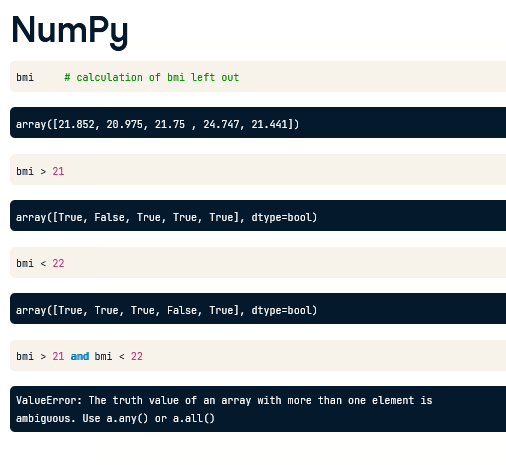 NumPy
bmi     # calculation of bmi left out
array([21.852, 20.975, 21.75 , 24.747, 21.441])
bmi > 21
array([True, False, True, True, True], dtype=bool)
bmi < 22
array([True, True, True, False, True], dtype=bool)
bmi > 21 and bmi < 22
ValueError: The truth value of an array with more than one element is
ambiguous. Use a.any() or a.all()